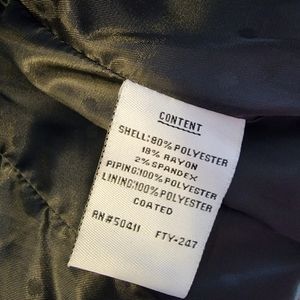 CONTENT
SHELL:80% POLYESTER
18% RAYON
2% SPANDEX
PIPING:100% POLYESTER
LINING:100% POLYESTER
COATED
RN#50411 FTY-247